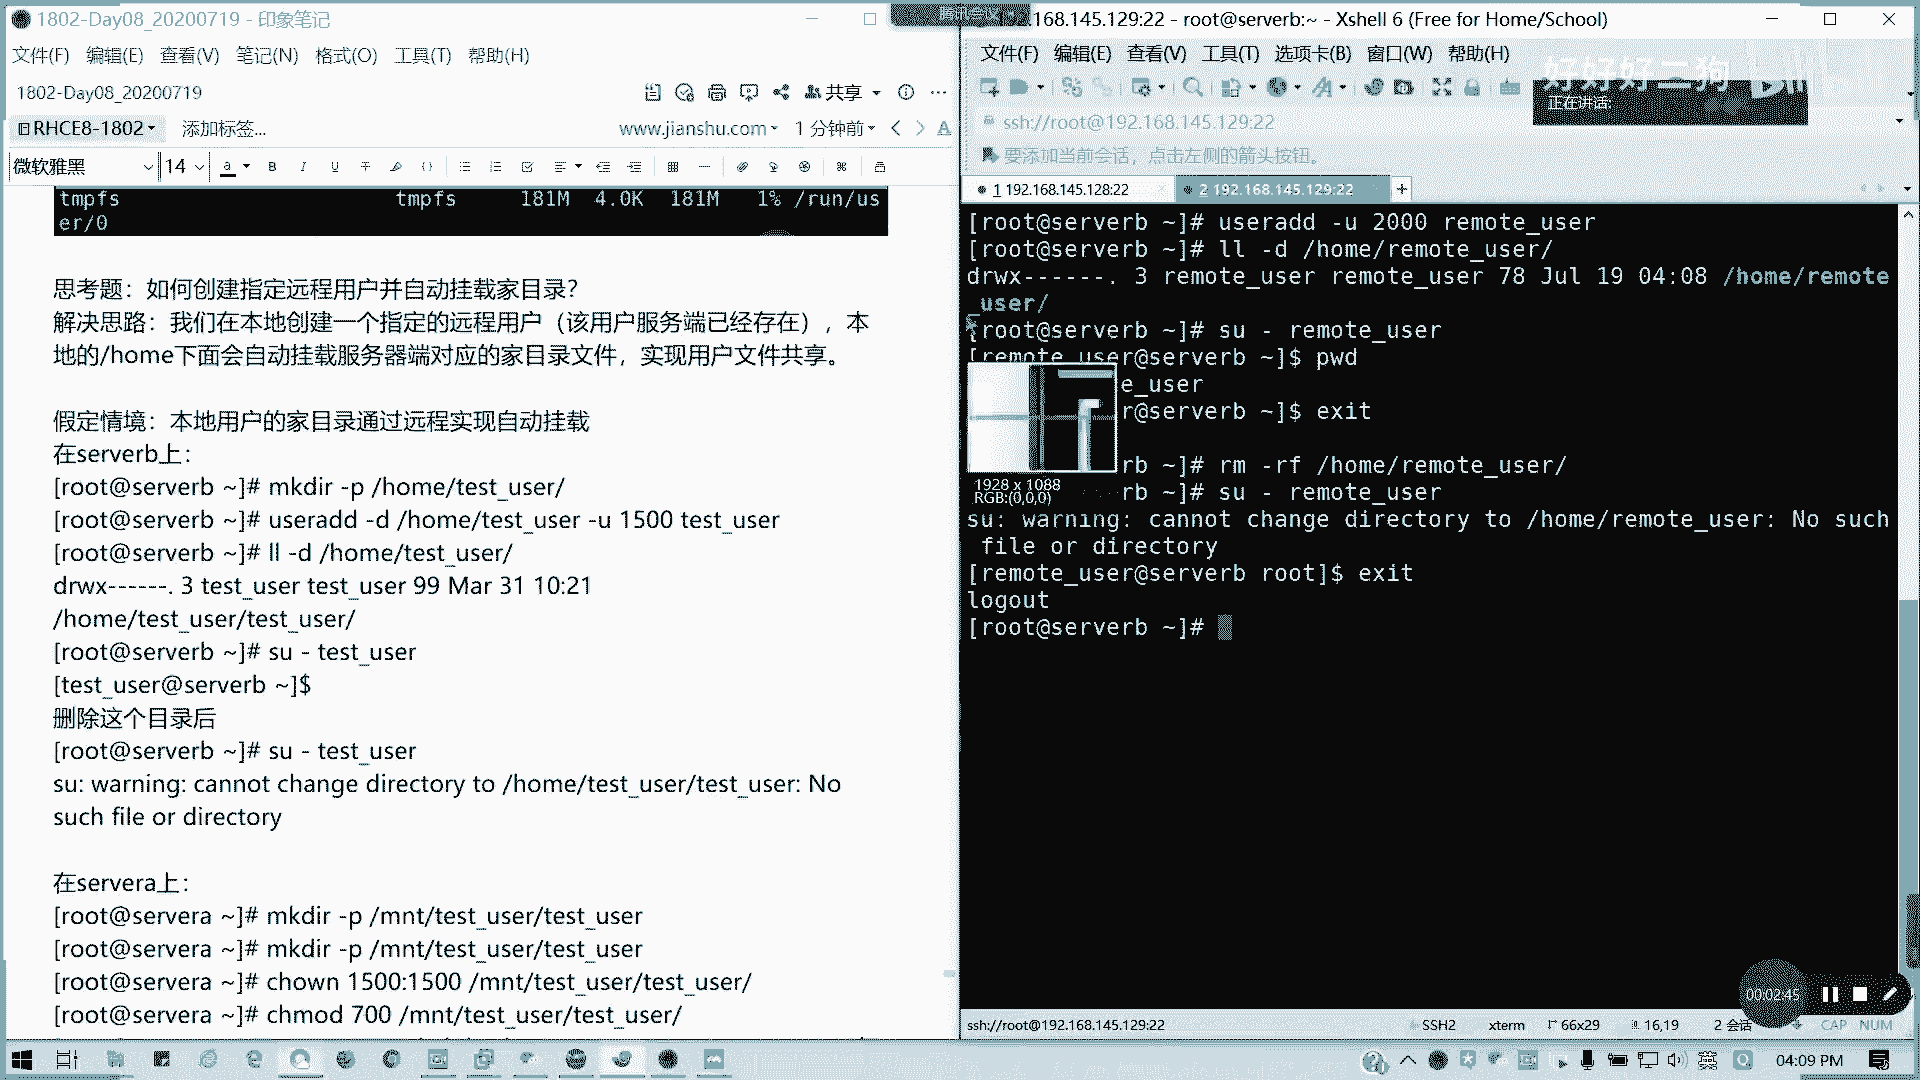 1802-Day08_20200719 - 印象笔记
文件(F) 编辑(E) 查看(V) 笔记(N) 格式(O) 工具(T) 帮助(H)
1802-Day08_20200719
共享
RHCE8-1802
添加标签...
www.jianshu.com
1 分钟前
微软雅黑 14
tmpfs tmpfs 181M 4.0K 181M 1% /run/us
er/0
思考题：如何创建指定远程用户并自动挂载家目录？
解决思路：我们在本地创建一个指定的远程用户（该用户服务端已经存在），本
地的/home下面会自动挂载服务器端对应的家目录文件，实现用户文件共享。
假定情境：本地用户的家目录通过远程实现自动挂载
在serverb上：
[root@serverb ~]# mkdir -p /home/test_user/
[root@serverb ~]# useradd -d /home/test_user -u 1500 test_user
[root@serverb ~]# ll -d /home/test_user/
drwx------. 3 test_user test_user 99 Mar 31 10:21
/home/test_user/test_user/
[root@serverb ~]# su - test_user
[test_user@serverb ~]$
删除这个目录后
[root@serverb ~]# su - test_user
su: warning: cannot change directory to /home/test_user/test_user: No
such file or directory
在servera上：
[root@servera ~]# mkdir -p /mnt/test_user/test_user
[root@servera ~]# mkdir -p /mnt/test_user/test_user
[root@servera ~]# chown 1500:1500 /mnt/test_user/test_user/
[root@servera ~]# chmod 700 /mnt/test_user/test_user/
腾讯会议
.168.145.129:22 - root@serverb:~ - Xshell 6 (Free for Home/School)
文件(F) 编辑(E) 查看(V) 工具(T) 选项卡(B) 窗口(W) 帮助(H)
好好好二狗
正在讲话:
ssh://root@192.168.145.129:22
要添加当前会话，点击左侧的箭头按钮。
1 192.168.145.128:22
2 192.168.145.129:22
[root@serverb ~]# useradd -u 2000 remote_user
[root@serverb ~]# ll -d /home/remote_user/
drwx------. 3 remote_user remote_user 78 Jul 19 04:08 /home/remote
_user/
[root@serverb ~]# su - remote_user
[remote_user@serverb ~]$ pwd
e_user
r@serverb ~]$ exit
rb ~]# rm -rf /home/remote_user/
rb ~]# su - remote_user
su: warning: cannot change directory to /home/remote_user: No such
file or directory
[remote_user@serverb root]$ exit
logout
[root@serverb ~]#
1928 x 1088
RGB:(0,0,0)
00:02:45
ssh://root@192.168.145.129:22 SSH2 xterm 66x29 16,19 2 会话 CAP NUM
英
04:09 PM